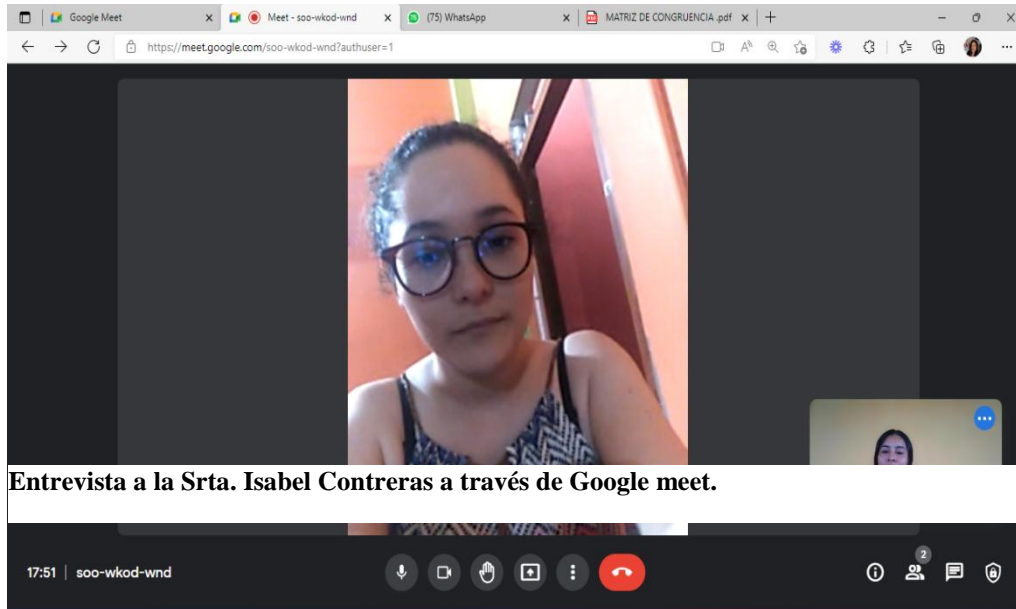 Google Meet
Meet - soo-wkod-wnd
(75) WhatsApp
MATRIZ DE CONGRUENCIA .pdf
https://meet.google.com/soo-wkod-wnd?authuser=1
Entrevista a la Srta. Isabel Contreras a través de Google meet.
17:51 | soo-wkod-wnd
2